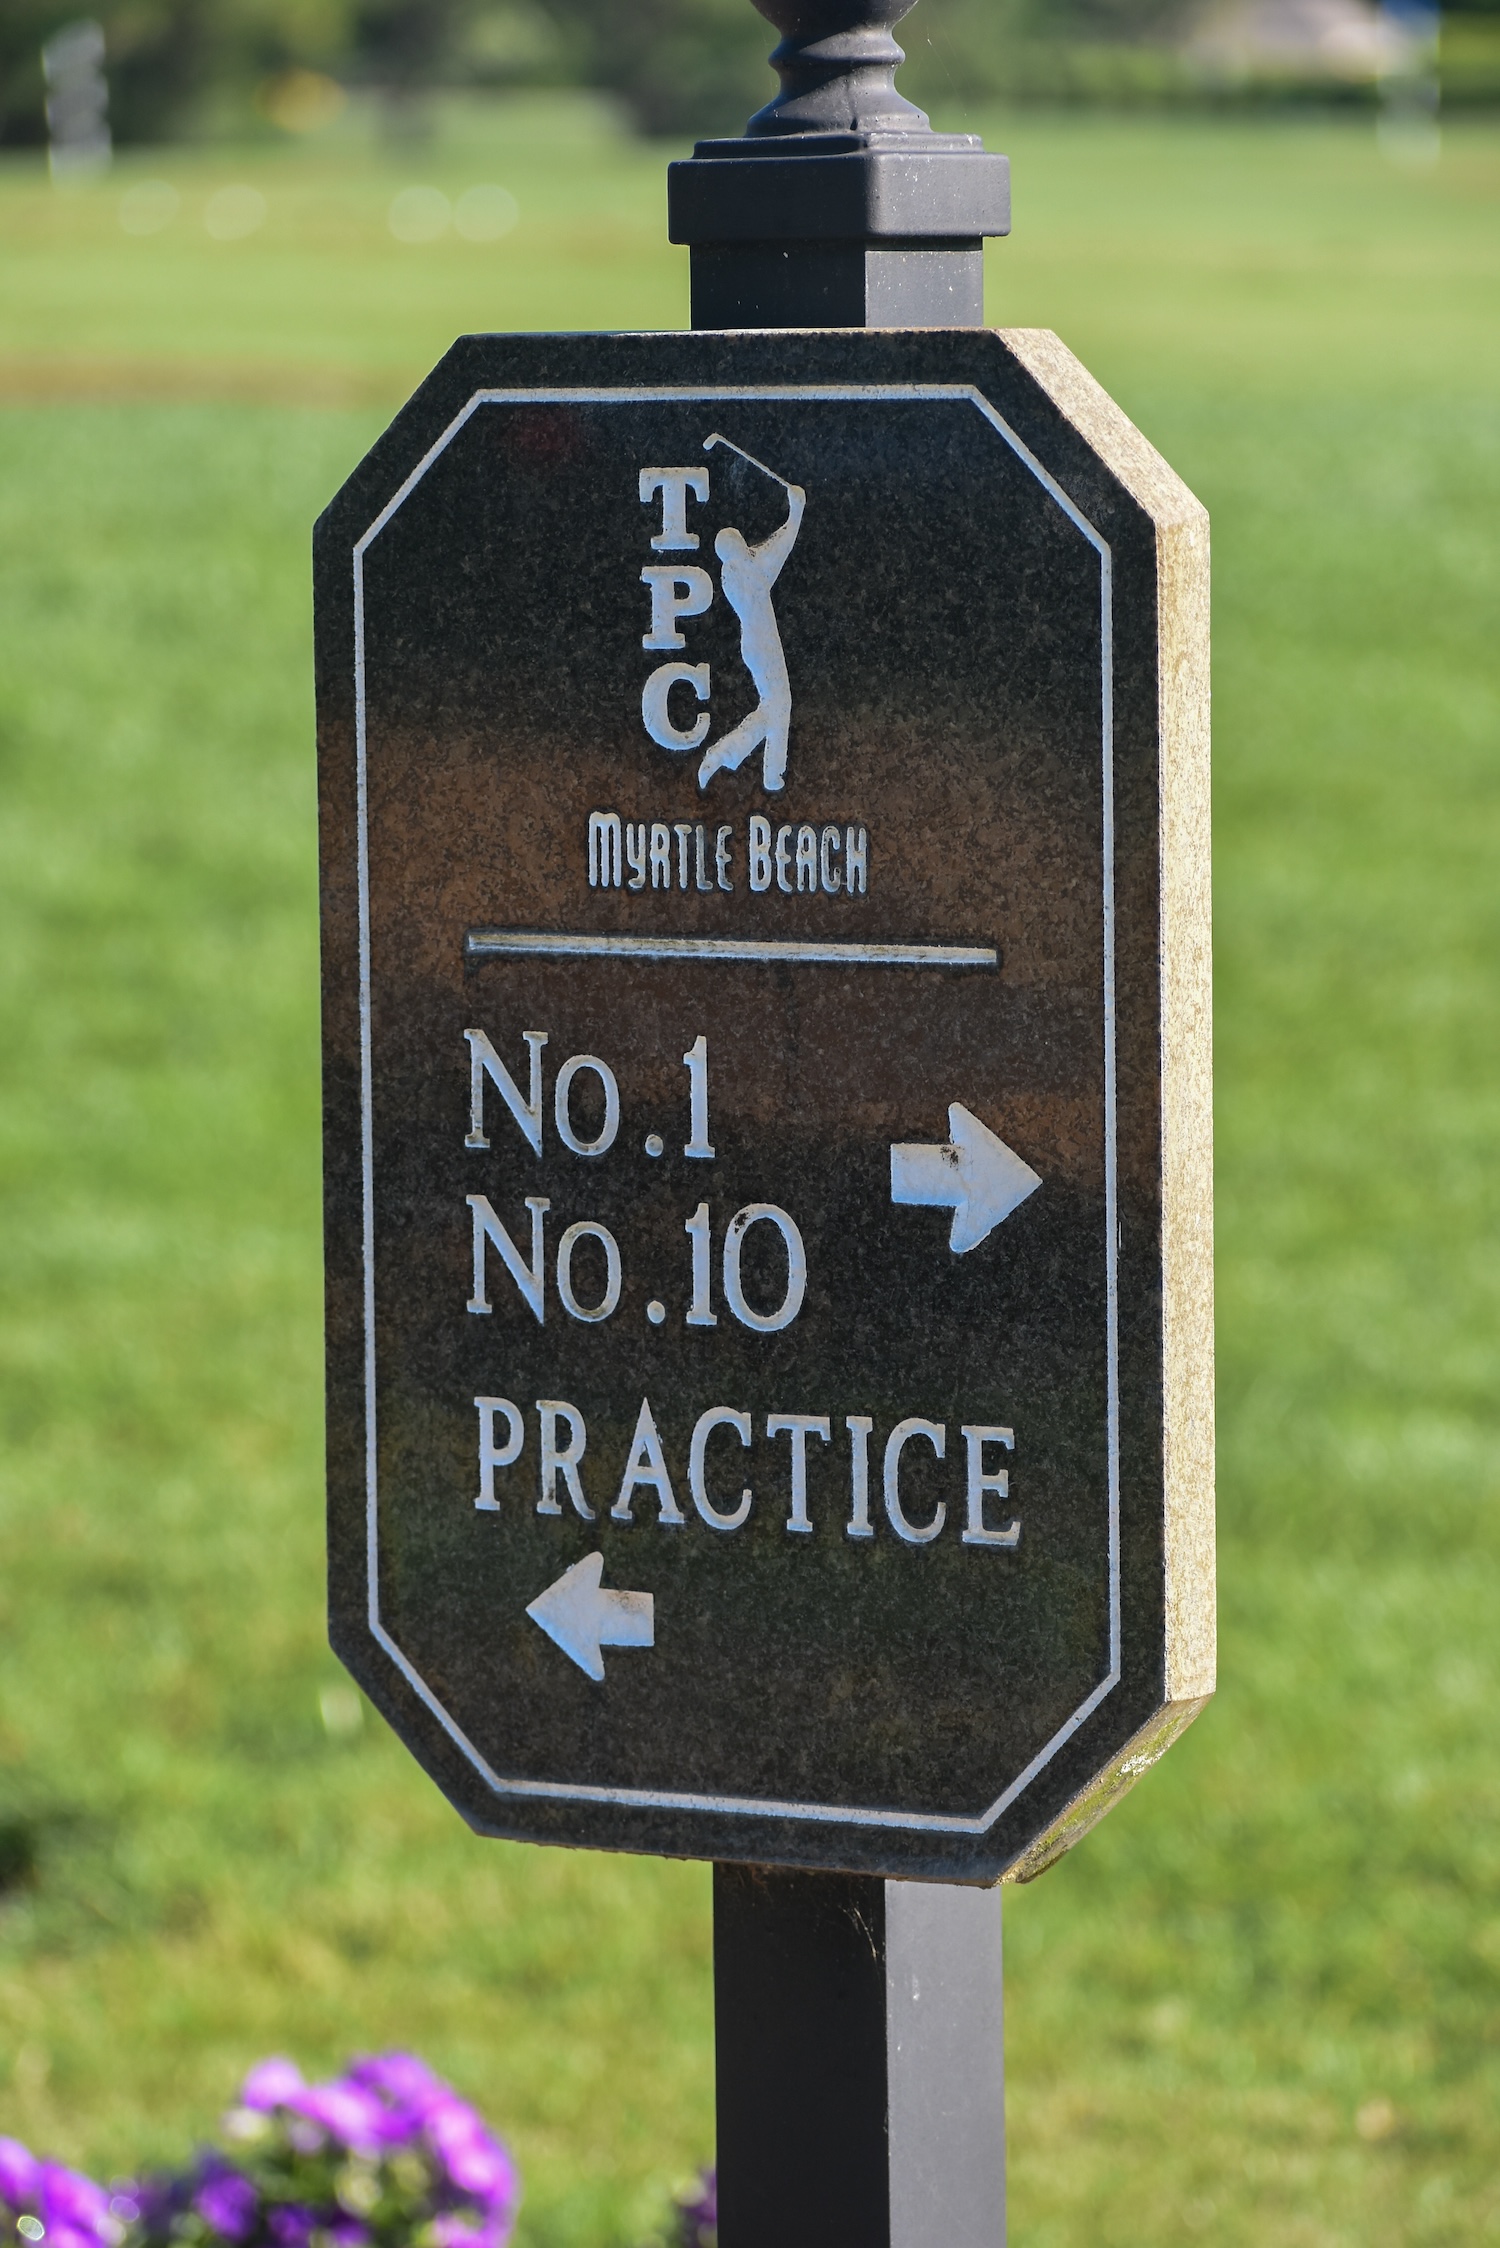 TPC
Myrtle Beach
No.1
No.10
PRACTICE